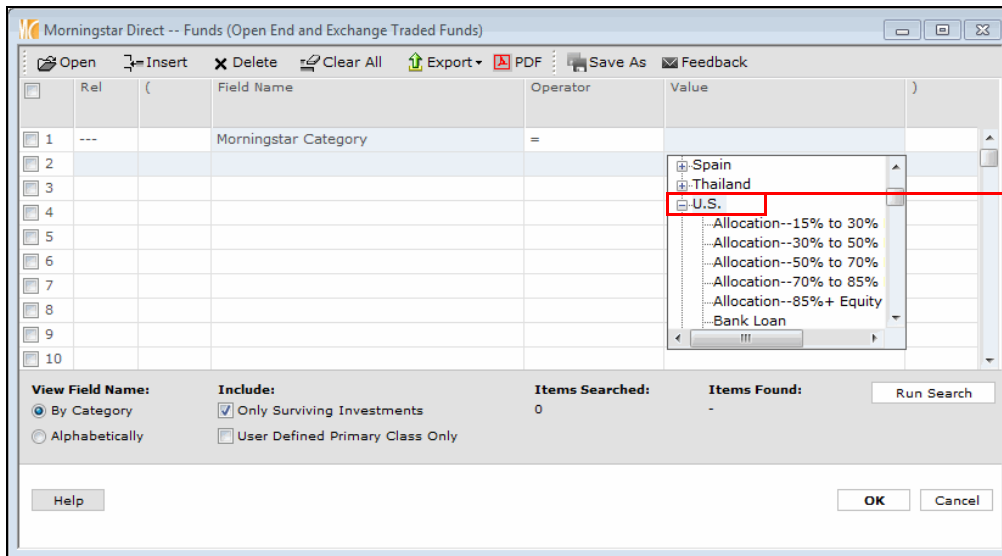 Morningstar Direct -- Funds (Open End and Exchange Traded Funds)
Open Insert Delete Clear All Export PDF Save As Feedback
Rel ( Field Name Operator Value )
1 --- Morningstar Category =
2
3
4
5
6
7
8
9
10
Spain
Thailand
U.S.
Allocation--15% to 30%
Allocation--30% to 50%
Allocation--50% to 70%
Allocation--70% to 85%
Allocation--85%+ Equity
Bank Loan
View Field Name: Include: Items Searched: Items Found: Run Search
By Category Only Surviving Investments 0 -
Alphabetically User Defined Primary Class Only
Help OK Cancel